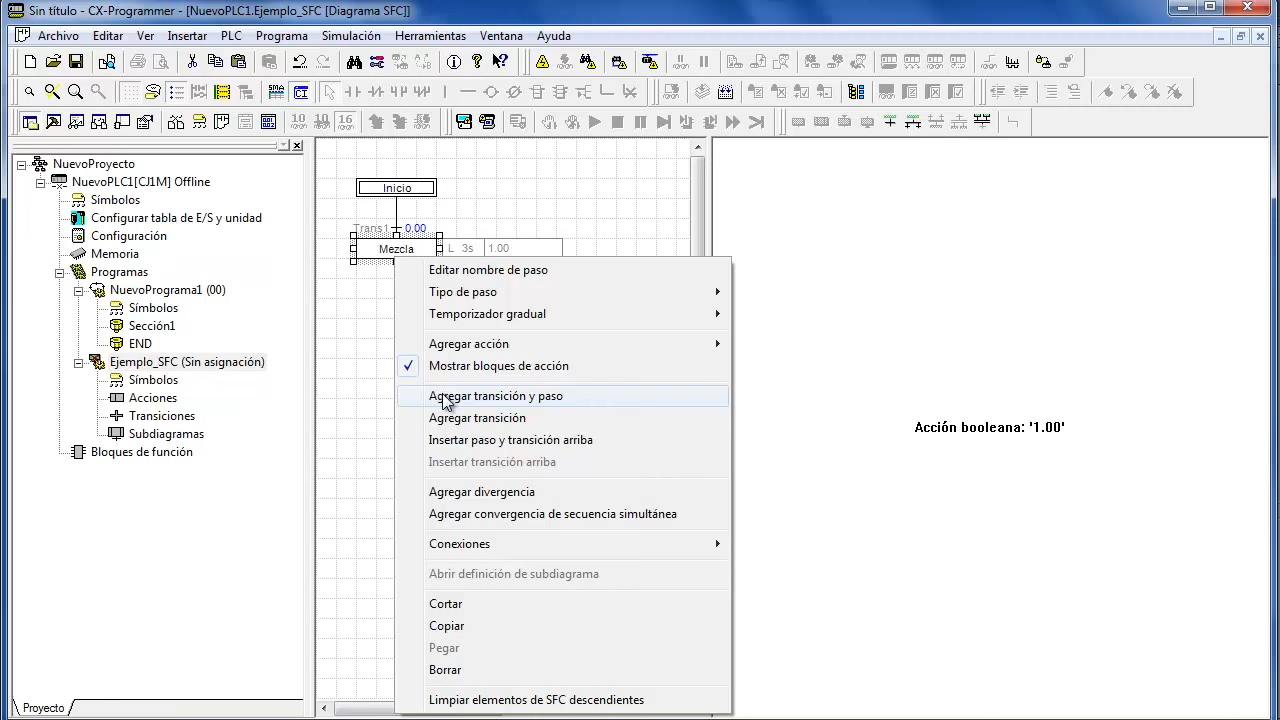 Sin título - CX-Programmer - [NuevoPLC1.Ejemplo_SFC [Diagrama SFC]]
Archivo Editar Ver Insertar PLC Programa Simulación Herramientas Ventana Ayuda
10 16
NuevoProyecto
NuevoPLC1[CJ1M] Offline
Símbolos
Configurar tabla de E/S y unidad
Configuración
Memoria
Programas
NuevoPrograma1 (00)
Símbolos
Sección1
END
Ejemplo_SFC (Sin asignación)
Símbolos
Acciones
Transiciones
Subdiagramas
Bloques de función
Proyecto
Inicio
Trans1 0.00
Mezcla L 3s 1.00
Editar nombre de paso
Tipo de paso
Temporizador gradual
Agregar acción
Mostrar bloques de acción
Agregar transición y paso
Agregar transición
Insertar paso y transición arriba
Insertar transición arriba
Agregar divergencia
Agregar convergencia de secuencia simultánea
Conexiones
Abrir definición de subdiagrama
Cortar
Copiar
Pegar
Borrar
Limpiar elementos de SFC descendientes
Acción booleana: '1.00'